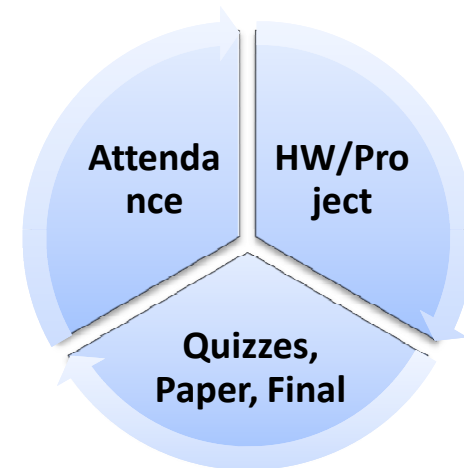 Attenda
nce
HW/Pro
ject
Quizzes,
Paper, Final